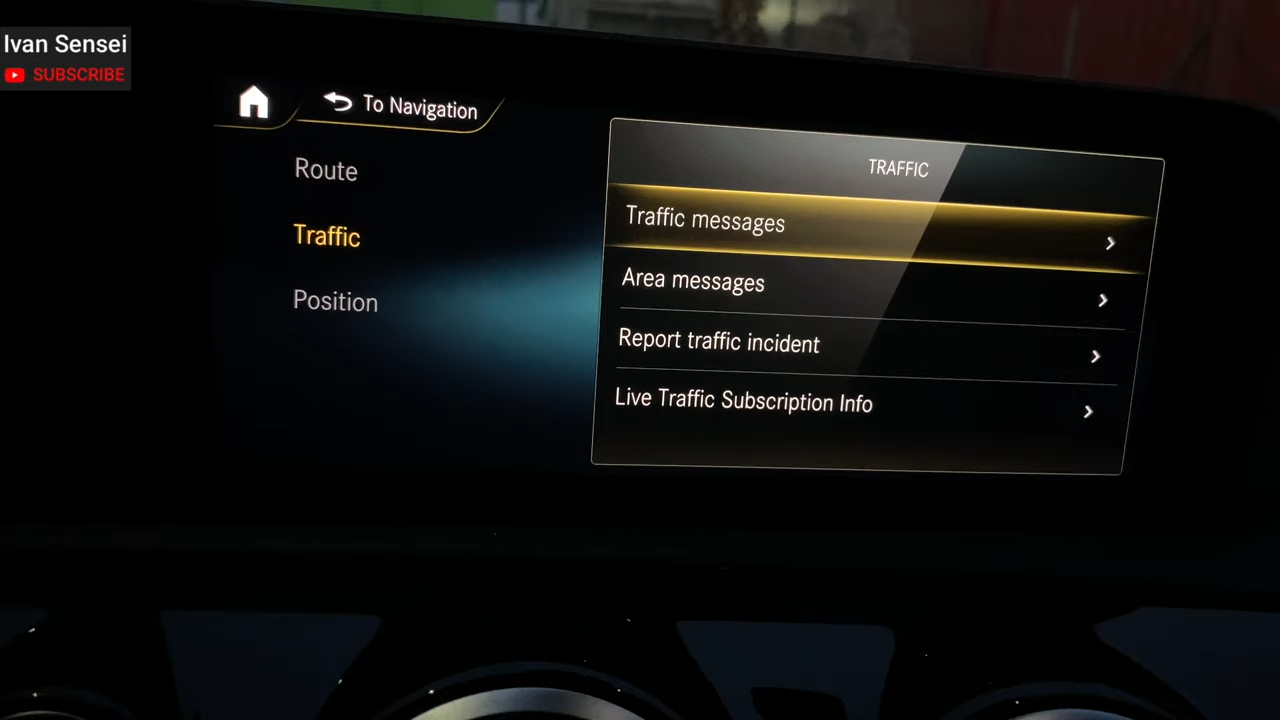 Ivan Sensei
SUBSCRIBE
To Navigation
Route
Traffic
Position
TRAFFIC
Traffic messages
Area messages
Report traffic incident
Live Traffic Subscription Info